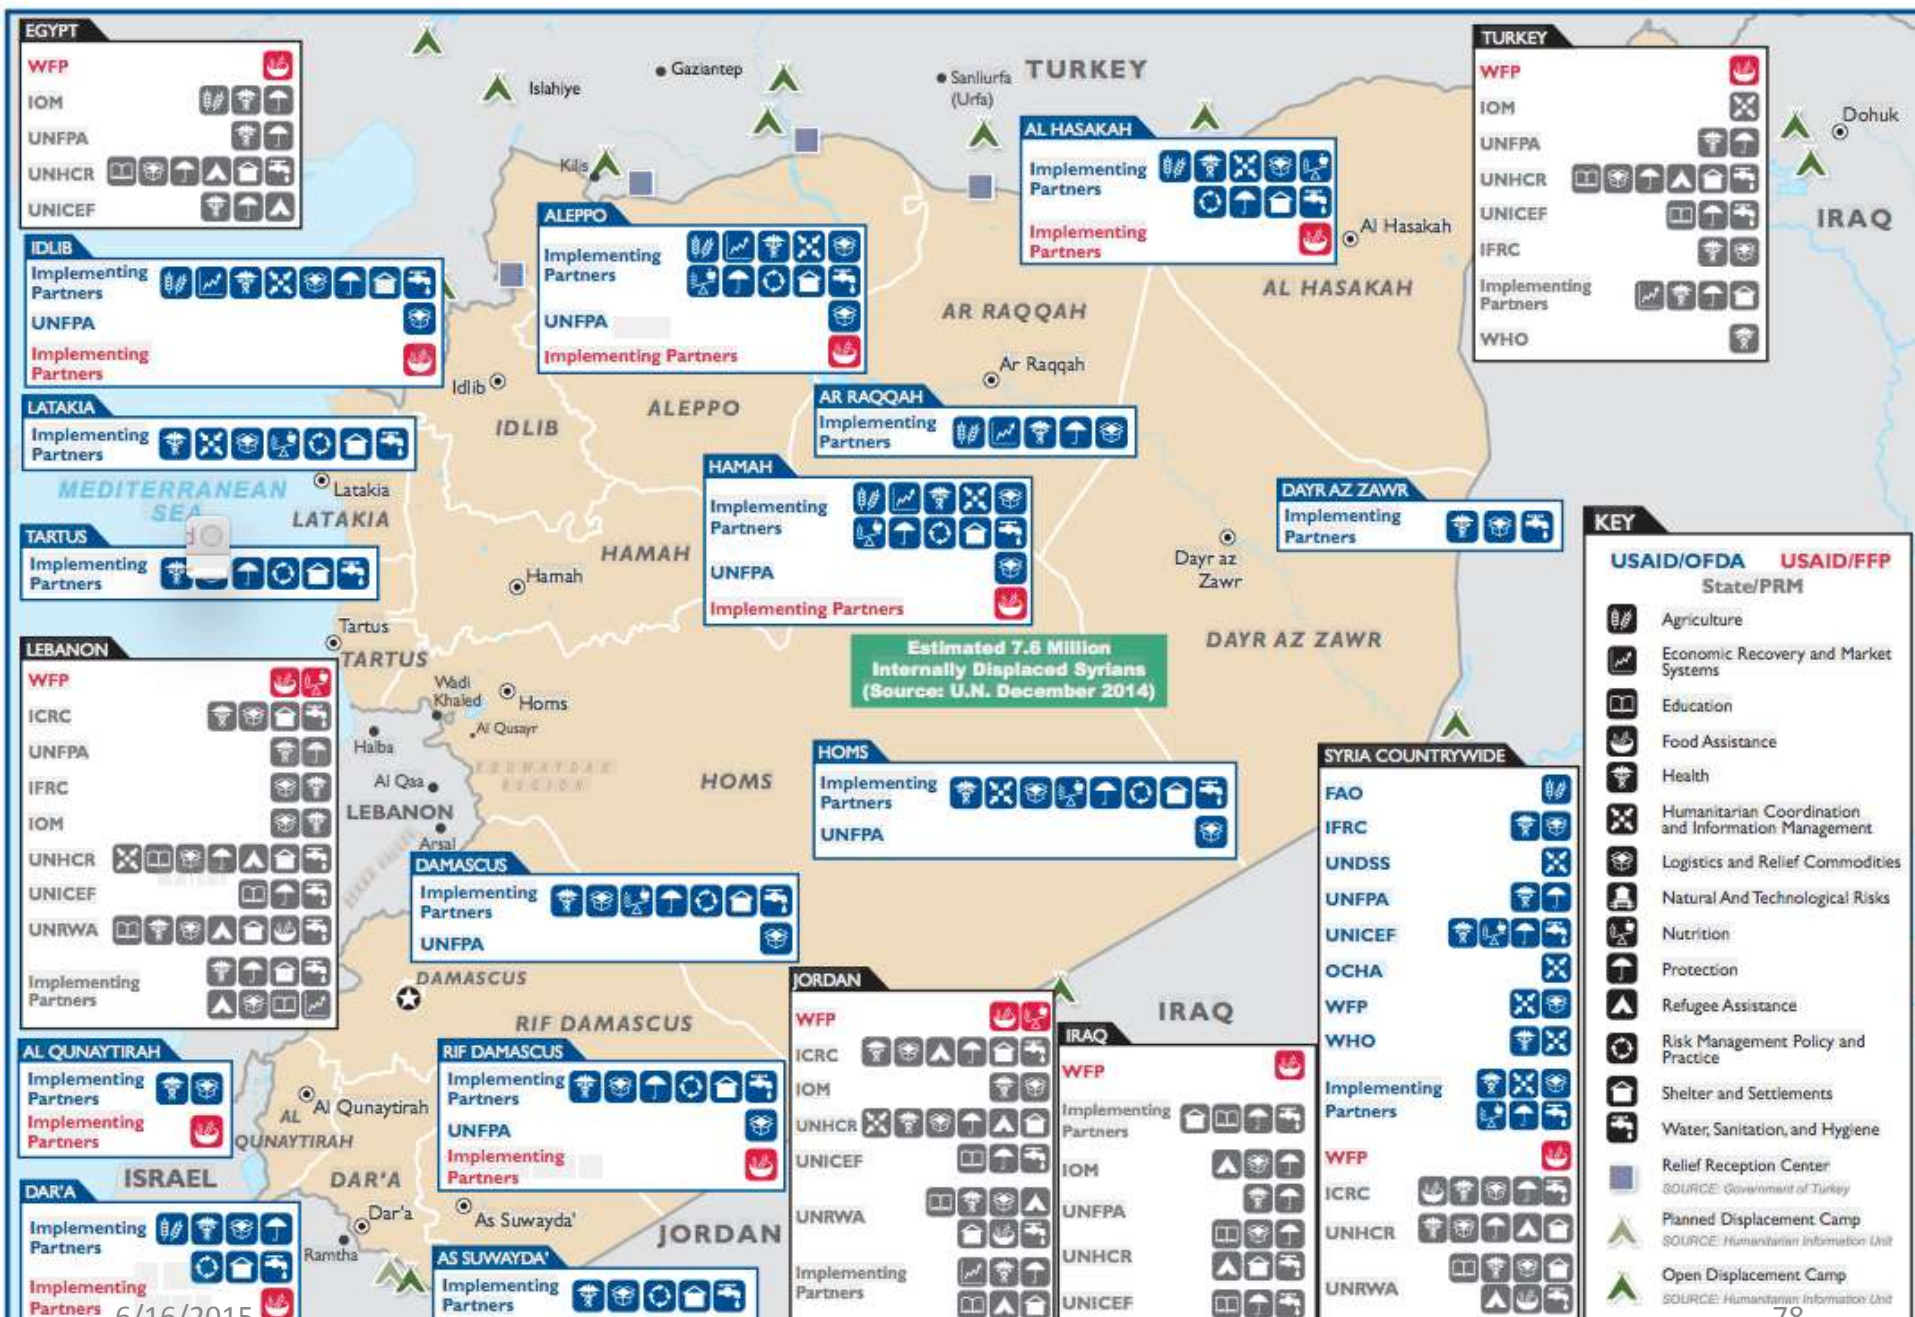 EGYPT
WFP
IOM
UNFPA
UNHCR
UNICEF
Islahiye
Gaziantep
Sanliurfa
(Urfa)
TURKEY
Kilis
TURKEY
WFP
IOM
UNFPA
UNHCR
UNICEF
IFRC
Implementing
Partners
WHO
Dohuk
IRAQ
AL HASAKAH
Implementing
Partners
Implementing
Partners
Al Hasakah
AL HASAKAH
IDLIB
Implementing
Partners
UNFPA
Implementing
Partners
ALEPPO
Implementing
Partners
UNFPA
Implementing Partners
AR RAQQAH
Ar Raqqah
Idlib
IDLIB
ALEPPO
AR RAQQAH
Implementing
Partners
LATAKIA
Implementing
Partners
MEDITERRANEAN
SEA
Latakia
LATAKIA
HAMAH
Implementing
Partners
UNFPA
Implementing Partners
HAMAH
Hamah
DAYR AZ ZAWR
Implementing
Partners
Dayr az
Zawr
DAYR AZ ZAWR
TARTUS
Implementing
Partners
Tartus
TARTUS
Estimated 7.6 Million
Internally Displaced Syrians
(Source: U.N. December 2014)
LEBANON
WFP
ICRC
UNFPA
IFRC
IOM
UNHCR
UNICEF
UNRWA
Implementing
Partners
Wadi
Khaled
Homs
Al Qusayr
Halba
Al Qaa
LEBANON
Arsal
HOMS
HOMS
Implementing
Partners
UNFPA
DAMASCUS
Implementing
Partners
UNFPA
DAMASCUS
RIF DAMASCUS
RIF DAMASCUS
Implementing
Partners
UNFPA
Implementing
Partners
AL QUNAYTIRAH
Implementing
Partners
Implementing
Partners
Al Qunaytirah
AL
QUNAYTIRAH
ISRAEL
DAR'A
DAR'A
Implementing
Partners
Implementing
Partners
Dar'a
Ramtha
As Suwayda'
JORDAN
AS SUWAYDA'
Implementing
Partners
JORDAN
WFP
ICRC
IOM
UNHCR
UNICEF
UNRWA
Implementing
Partners
IRAQ
IRAQ
WFP
Implementing
Partners
IOM
UNFPA
UNHCR
UNICEF
SYRIA COUNTRYWIDE
FAO
IFRC
UNDSS
UNFPA
UNICEF
OCHA
WFP
WHO
Implementing
Partners
WFP
ICRC
UNHCR
UNRWA
KEY
USAID/OFDA USAID/FFP
State/PRM
Agriculture
Economic Recovery and Market
Systems
Education
Food Assistance
Health
Humanitarian Coordination
and Information Management
Logistics and Relief Commodities
Natural And Technological Risks
Nutrition
Protection
Refugee Assistance
Risk Management Policy and
Practice
Shelter and Settlements
Water, Sanitation, and Hygiene
Relief Reception Center
SOURCE: Government of Turkey
Planned Displacement Camp
SOURCE: Humanitarian Information Unit
Open Displacement Camp
SOURCE: Humanitarian Information Unit
6/16/2015
78